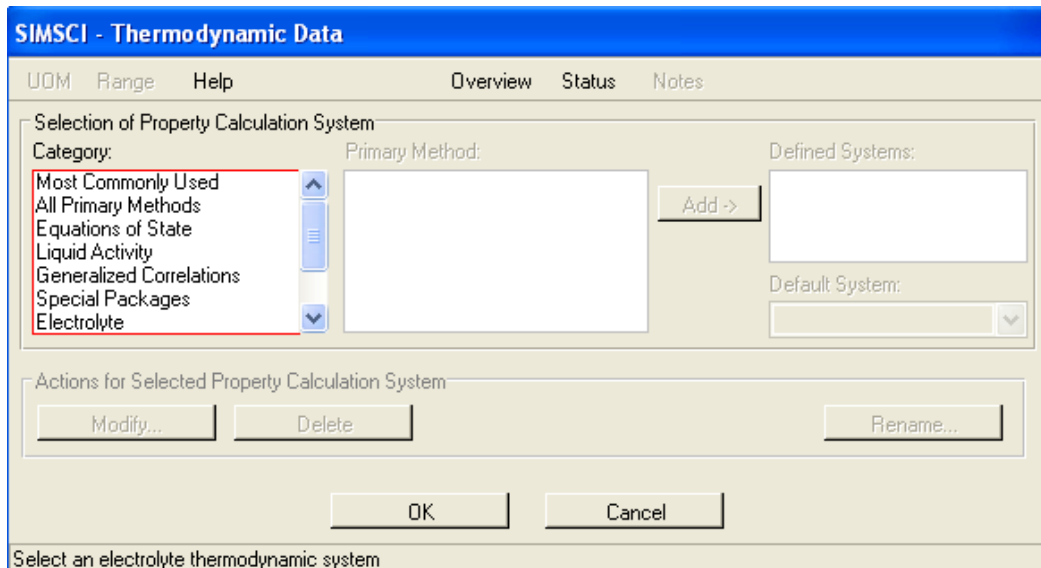 SIMSCI - Thermodynamic Data
UOM Range Help Overview Status Notes
Selection of Property Calculation System
Category: Primary Method: Defined Systems:
Most Commonly Used
All Primary Methods
Equations of State
Liquid Activity
Generalized Correlations
Special Packages
Electrolyte
Add ->
Default System:
Actions for Selected Property Calculation System
Modify... Delete Rename...
OK Cancel
Select an electrolyte thermodynamic system